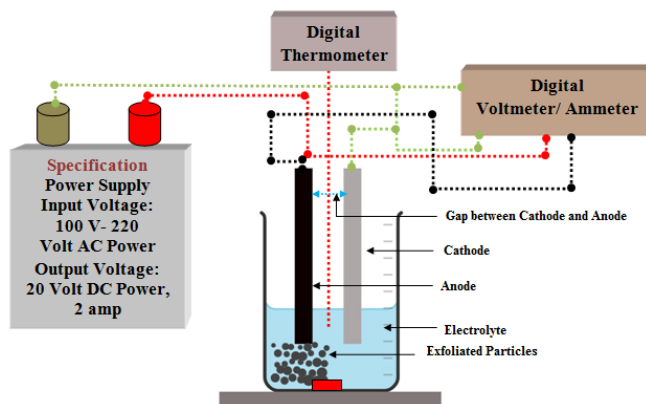 Digital
Thermometer
Digital
Voltmeter/ Ammeter
Specification
Power Supply
Input Voltage:
100 V- 220
Volt AC Power
Output Voltage:
20 Volt DC Power,
2 amp
Gap between Cathode and Anode
Cathode
Anode
Electrolyte
Exfoliated Particles